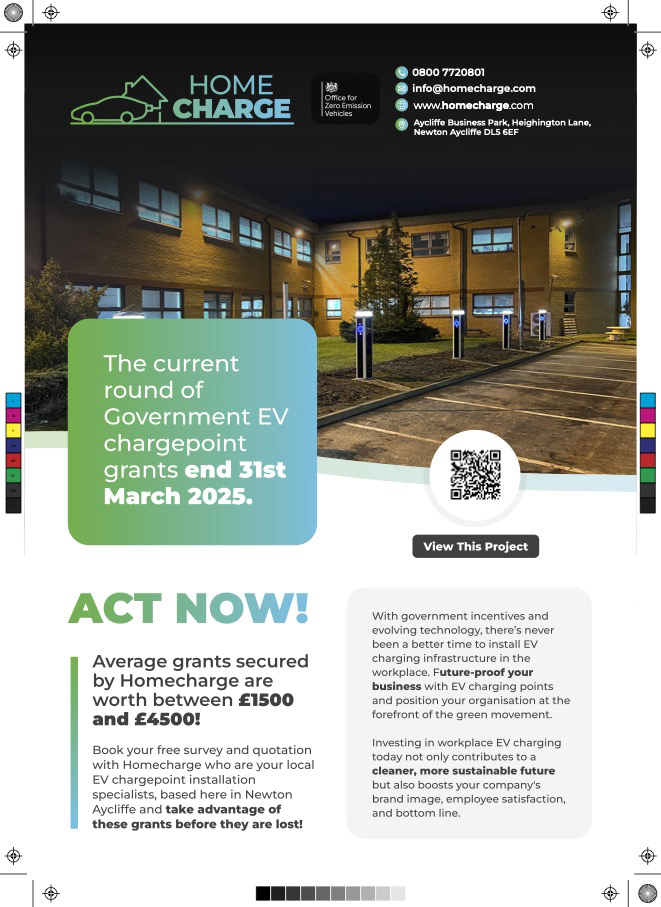 HOME
CHARGE
Office for
Zero Emission
Vehicles
0800 7720801
info@homecharge.com
www.homecharge.com
Aycliffe Business Park, Heighington Lane,
Newton Aycliffe DL5 6EF
The current
round of
Government EV
chargepoint
grants end 31st
March 2025.
View This Project
ACT NOW!
Average grants secured
by Homecharge are
worth between £1500
and £4500!
Book your free survey and quotation
with Homecharge who are your local
EV chargepoint installation
specialists, based here in Newton
Aycliffe and take advantage of
these grants before they are lost!
With government incentives and
evolving technology, there's never
been a better time to install EV
charging infrastructure in the
workplace. Future-proof your
business with EV charging points
and position your organisation at the
forefront of the green movement.
Investing in workplace EV charging
today not only contributes to a
cleaner, more sustainable future
but also boosts your company's
brand image, employee satisfaction,
and bottom line.